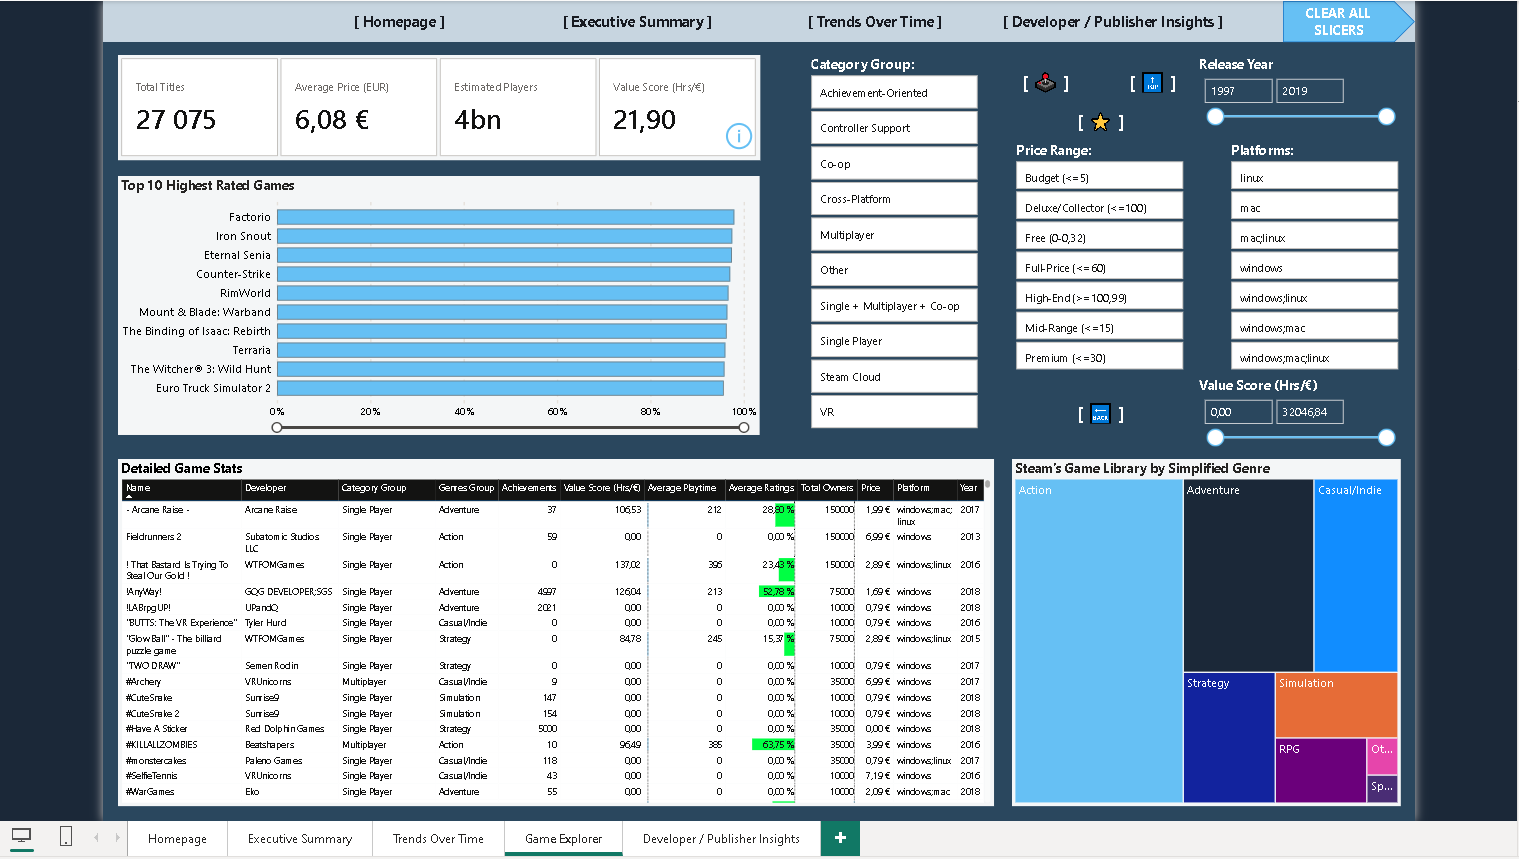 [ Homepage ] [ Executive Summary ] [ Trends Over Time ] [ Developer / Publisher Insights ] CLEAR ALL
SLICERS
Total Titles
27 075
Average Price (EUR)
6,08 €
Estimated Players
4bn
Value Score (Hrs/€)
21,90
Top 10 Highest Rated Games
Factorio
Iron Snout
Eternal Senia
Counter-Strike
RimWorld
Mount & Blade: Warband
The Binding of Isaac: Rebirth
Terraria
The Witcher® 3: Wild Hunt
Euro Truck Simulator 2
0% 20% 40% 60% 80% 100%
Category Group:
Achievement-Oriented
Controller Support
Co-op
Cross-Platform
Multiplayer
Other
Single + Multiplayer + Co-op
Single Player
Steam Cloud
VR
[ ] [ TOP ]
[ ]
Release Year
1997 2019
Price Range:
Budget (<=5)
Deluxe/Collector (<=100)
Free (0-0,32)
Full-Price (<=60)
High-End (>=100,99)
Mid-Range (<=15)
Premium (<=30)
Platforms:
linux
mac
mac;linux
windows
windows;linux
windows;mac
windows;mac;linux
[ BACK ]
Value Score (Hrs/€)
0,00 32046,84
Detailed Game Stats
Name Developer Category Group Genres Group Achievements Value Score (Hrs/€) Average Playtime Average Ratings Total Owners Price Platform Year
- Arcane Raise - Arcane Raise Single Player Adventure 37 106,53 212 28,80 % 150000 1,99 € windows;mac; 2017
linux
Fieldrunners 2 Subatomic Studios Single Player Action 59 0,00 0 0,00 % 150000 6,99 € windows 2013
LLC
! That Bastard Is Trying To WTFOMGames Single Player Action 0 137,02 396 23,43 % 150000 2,89 € windows;linux 2016
Steal Our Gold !
!AnyWay! GQG DEVELOPER;SGS Single Player Adventure 4997 126,04 213 52,78 % 75000 1,69 € windows 2018
!LABrpgUP! UPandQ Single Player Adventure 2021 0,00 0 0,00 % 10000 0,79 € windows 2018
"BUTTS: The VR Experience" Tyler Hurd Single Player Casual/Indie 0 0,00 0 0,00 % 10000 0,79 € windows 2016
"Glow Ball" - The billiard WTFOMGames Single Player Strategy 0 84,78 245 15,37 % 75000 2,89 € windows;linux 2015
puzzle game
"TWO DRAW" Semen Rodin Single Player Strategy 0 0,00 0 0,00 % 10000 0,79 € windows 2017
#Archery VRUnicorns Multiplayer Casual/Indie 9 0,00 0 0,00 % 35000 6,99 € windows 2017
#CuteSnake Sunrise9 Single Player Simulation 147 0,00 0 0,00 % 10000 0,79 € windows 2018
#CuteSnake 2 Sunrise9 Single Player Simulation 154 0,00 0 0,00 % 10000 0,79 € windows 2018
#Have A Sticker Red Dolphin Games Single Player Strategy 5000 0,00 0 0,00 % 35000 0,00 € windows 2018
#KILLALLZOMBIES Beatshapers Multiplayer Action 10 96,49 385 63,75 % 35000 3,99 € windows 2016
#monstercakes Paleno Games Single Player Casual/Indie 118 0,00 0 0,00 % 35000 0,79 € windows;linux 2017
#SelfieTennis VRUnicorns Single Player Casual/Indie 43 0,00 0 0,00 % 10000 7,19 € windows 2016
#WarGames Eko Single Player Adventure 55 0,00 0 0,00 % 10000 2,09 € windows;mac 2018
Steam's Game Library by Simplified Genre
Action
Adventure
Casual/Indie
Strategy
Simulation
RPG
Ot...
Sp...
Homepage Executive Summary Trends Over Time Game Explorer Developer / Publisher Insights +